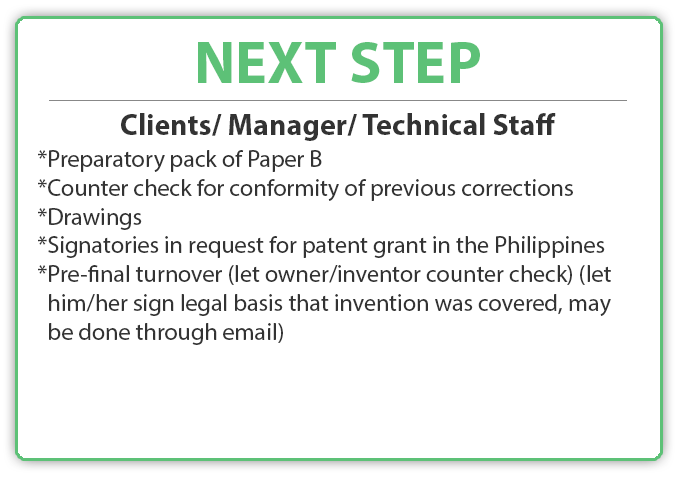 NEXT STEP
Clients/ Manager/ Technical Staff
*Preparatory pack of Paper B
*Counter check for conformity of previous corrections
*Drawings
*Signatories in request for patent grant in the Philippines
*Pre-final turnover (let owner/inventor counter check) (let
him/her sign legal basis that invention was covered, may
be done through email)